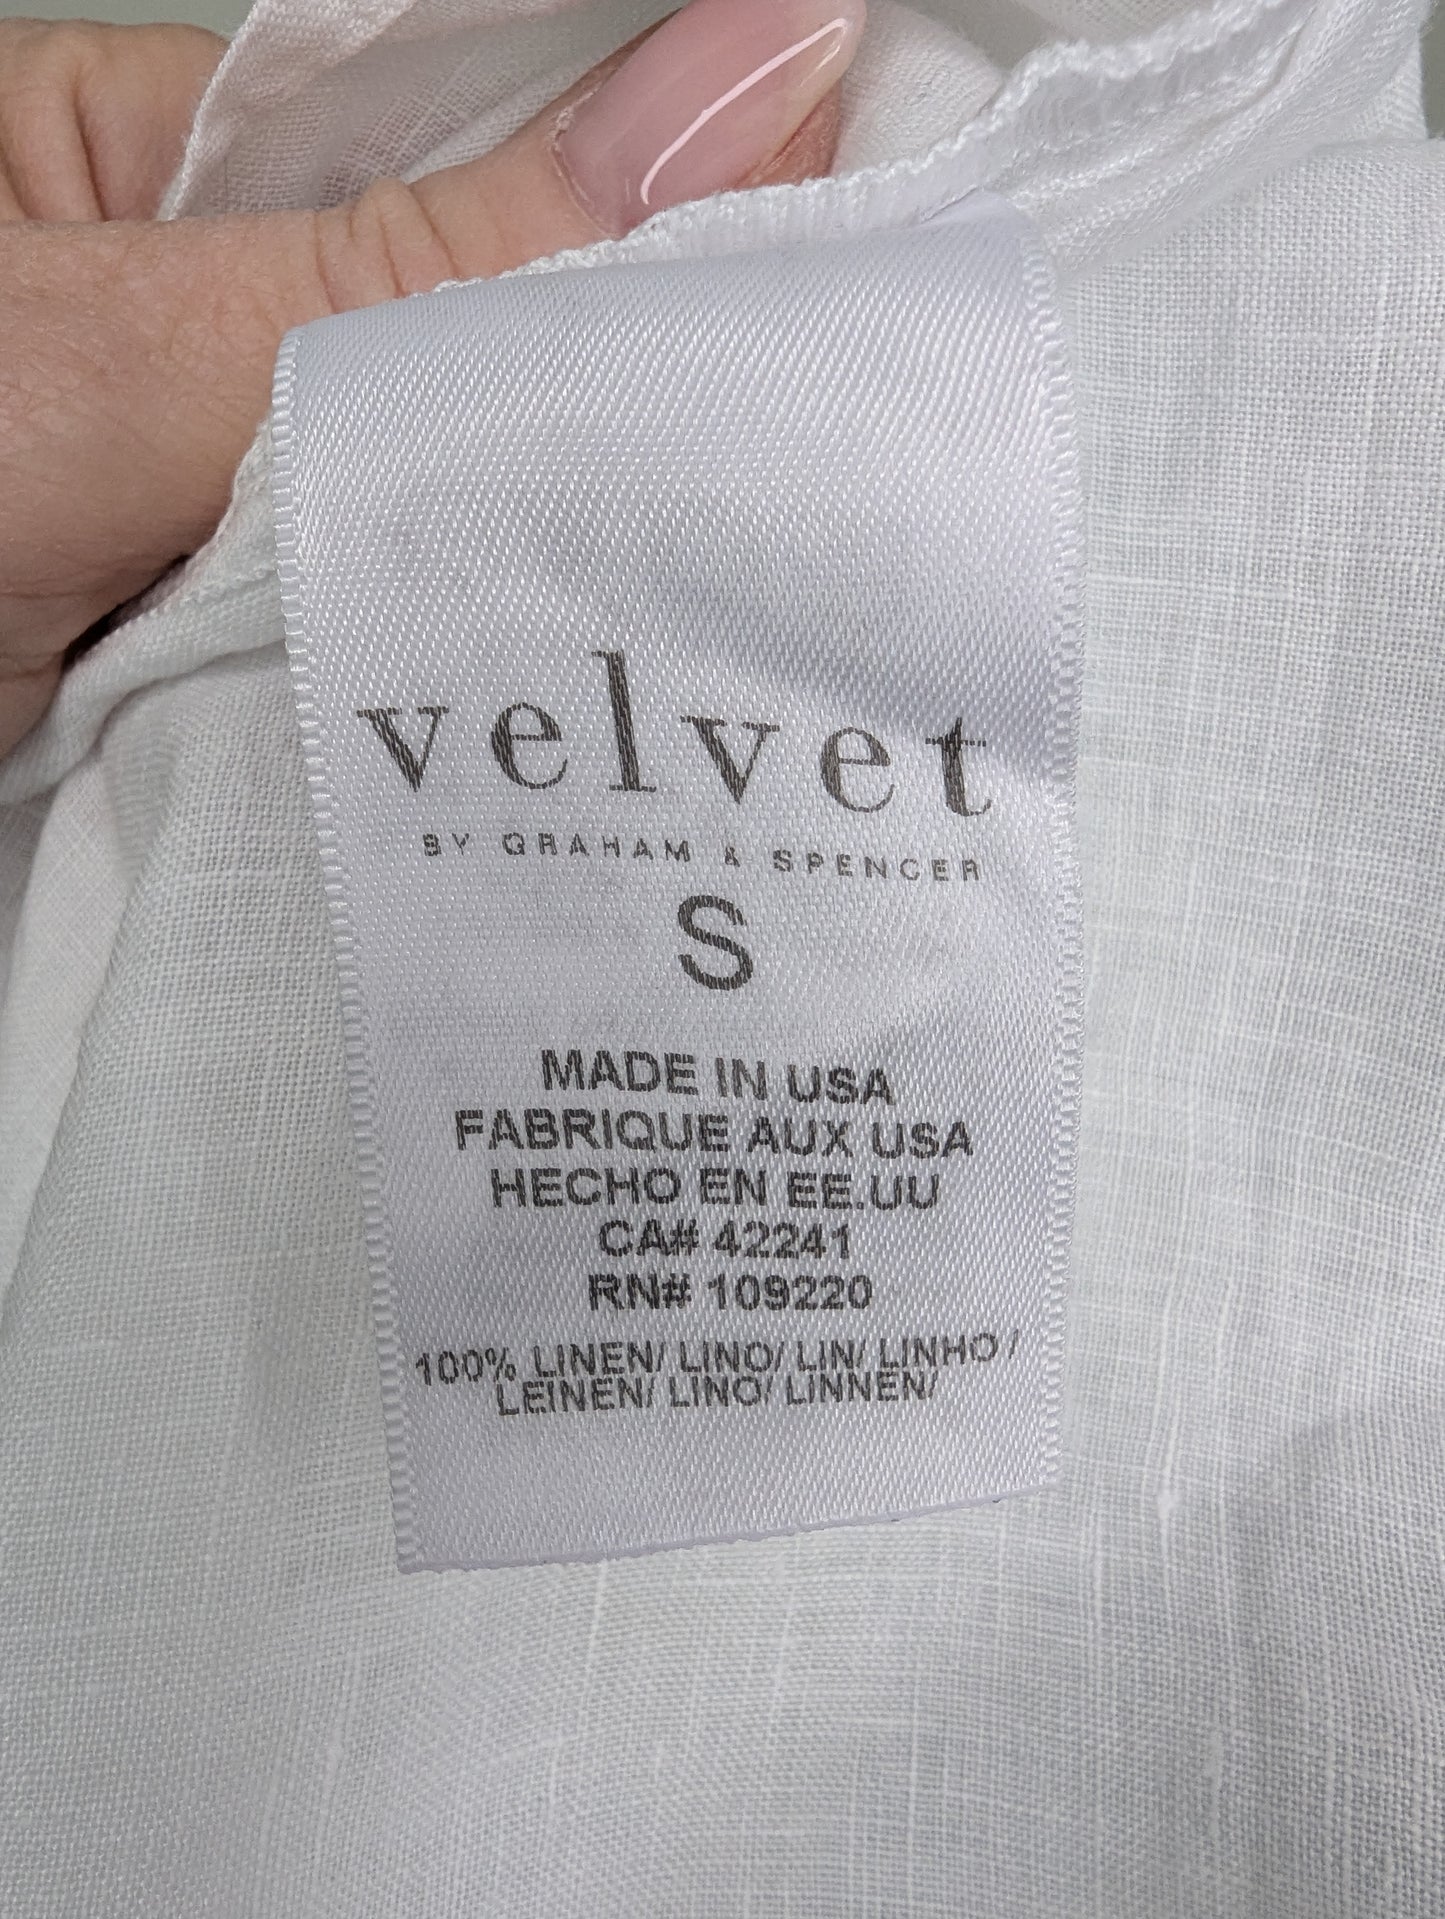 velvet
BY GRAHAM & SPENCER
S
MADE IN USA
FABRIQUE AUX USA
HECHO EN EE.UU
CA# 42241
RN# 109220
100% LINEN/ LINO/ LIN/ LINHO /
LEINEN/ LINO/ LINNEN/